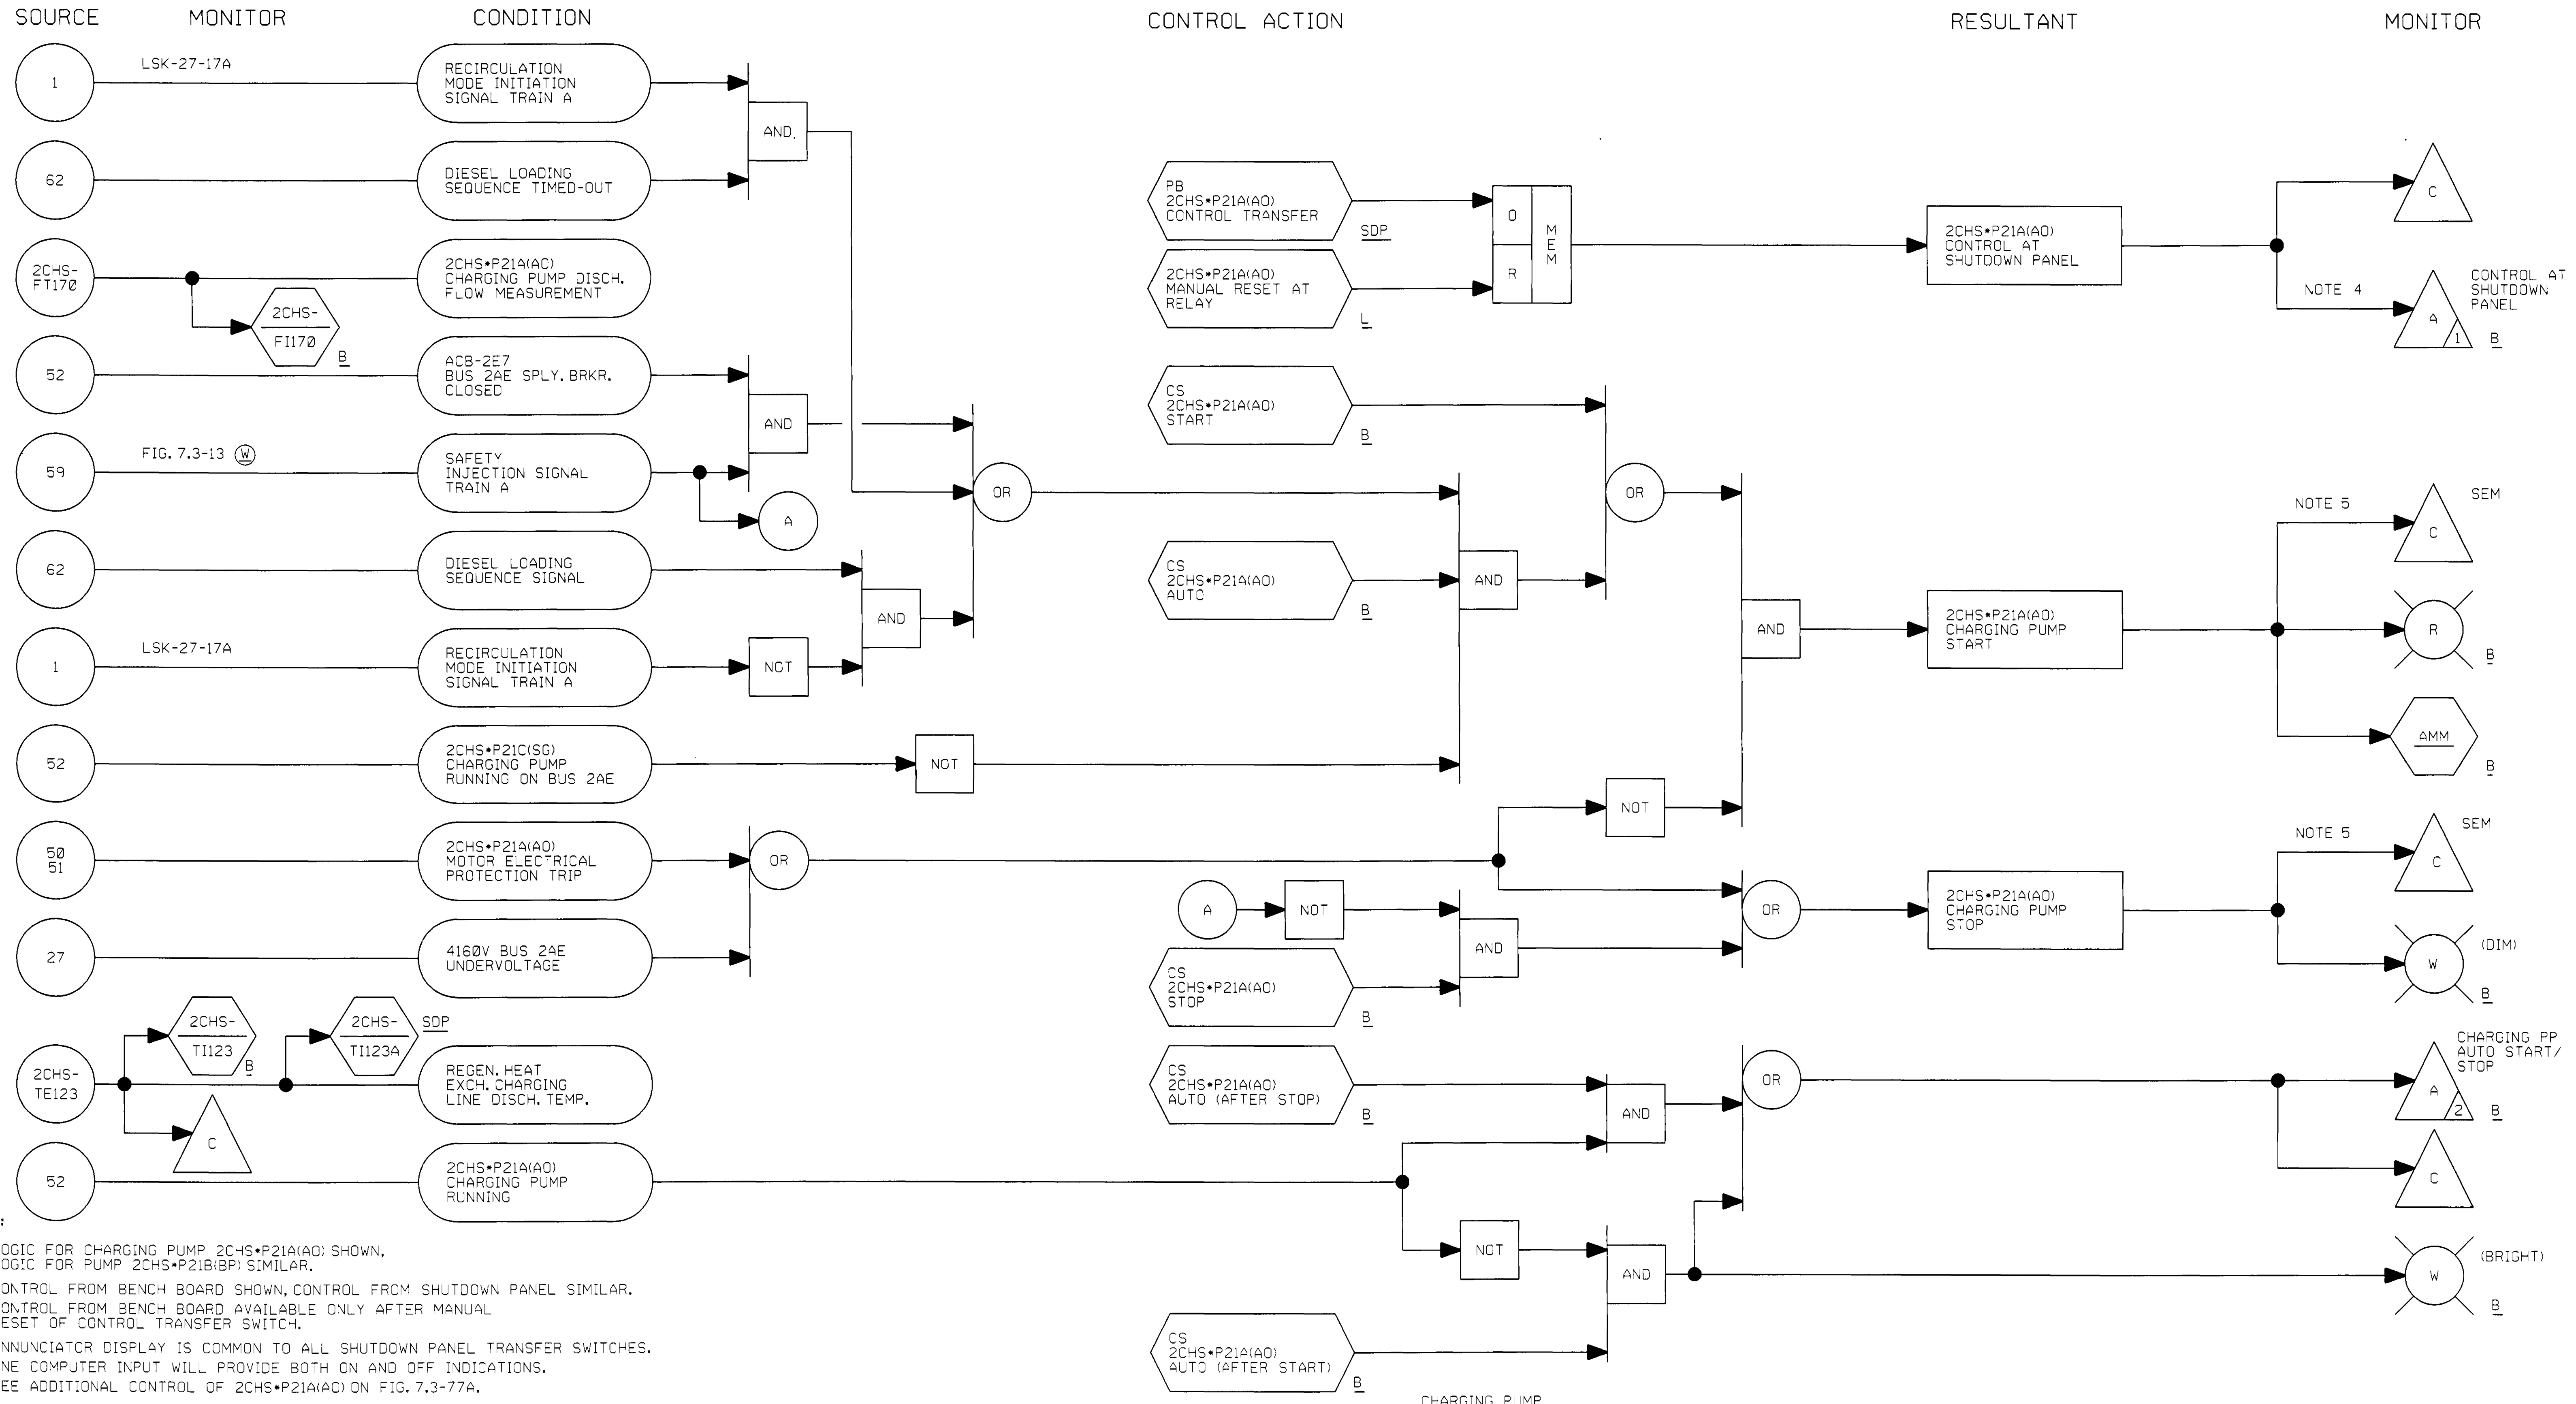 SOURCE MONITOR CONDITION CONTROL ACTION RESULTANT MONITOR
1
LSK-27-17A
RECIRCULATION
MODE INITIATION
SIGNAL TRAIN A
AND
62
DIESEL LOADING
SEQUENCE TIMED-OUT
2CHS-
FT170
2CHS*P21A(AO)
CHARGING PUMP DISCH.
FLOW MEASUREMENT
2CHS-
FI170
B
52
ACB-2E7
BUS 2AE SPLY. BRKR.
CLOSED
AND
59
FIG. 7.3-13 W
SAFETY
INJECTION SIGNAL
TRAIN A
A
OR
62
DIESEL LOADING
SEQUENCE SIGNAL
AND
1
LSK-27-17A
RECIRCULATION
MODE INITIATION
SIGNAL TRAIN A
NOT
52
2CHS*P21C(SG)
CHARGING PUMP
RUNNING ON BUS 2AE
NOT
50
51
2CHS*P21A(AO)
MOTOR ELECTRICAL
PROTECTION TRIP
OR
27
4160V BUS 2AE
UNDERVOLTAGE
2CHS-
TI123
B
2CHS-
TI123A
SDP
2CHS-
TE123
REGEN. HEAT
EXCH. CHARGING
LINE DISCH. TEMP.
C
52
2CHS*P21A(AO)
CHARGING PUMP
RUNNING
PB
2CHS*P21A(AO)
CONTROL TRANSFER
SDP
2CHS*P21A(AO)
MANUAL RESET AT
RELAY
L
O
R
M
E
M
2CHS*P21A(AO)
CONTROL AT
SHUTDOWN PANEL
C
NOTE 4
A
1
CONTROL AT
SHUTDOWN
PANEL
B
CS
2CHS*P21A(AO)
START
B
OR
CS
2CHS*P21A(AO)
AUTO
B
AND
AND
NOT
2CHS*P21A(AO)
CHARGING PUMP
START
NOTE 5
C
SEM
R
B
AMM
B
A
NOT
AND
CS
2CHS*P21A(AO)
STOP
B
OR
2CHS*P21A(AO)
CHARGING PUMP
STOP
NOTE 5
C
SEM
W
(DIM)
B
CS
2CHS*P21A(AO)
AUTO (AFTER STOP)
B
AND
OR
CHARGING PP
AUTO START/
STOP
A
2
B
C
NOT
AND
CS
2CHS*P21A(AO)
AUTO (AFTER START)
B
W
(BRIGHT)
B
:
OGIC FOR CHARGING PUMP 2CHS*P21A(AO) SHOWN,
OGIC FOR PUMP 2CHS*P21B(BP) SIMILAR.
ONTROL FROM BENCH BOARD SHOWN, CONTROL FROM SHUTDOWN PANEL SIMILAR.
ONTROL FROM BENCH BOARD AVAILABLE ONLY AFTER MANUAL
ESET OF CONTROL TRANSFER SWITCH.
NNUNCIATOR DISPLAY IS COMMON TO ALL SHUTDOWN PANEL TRANSFER SWITCHES.
NE COMPUTER INPUT WILL PROVIDE BOTH ON AND OFF INDICATIONS.
EE ADDITIONAL CONTROL OF 2CHS*P21A(AO) ON FIG. 7.3-77A.
CHARGING PUMP